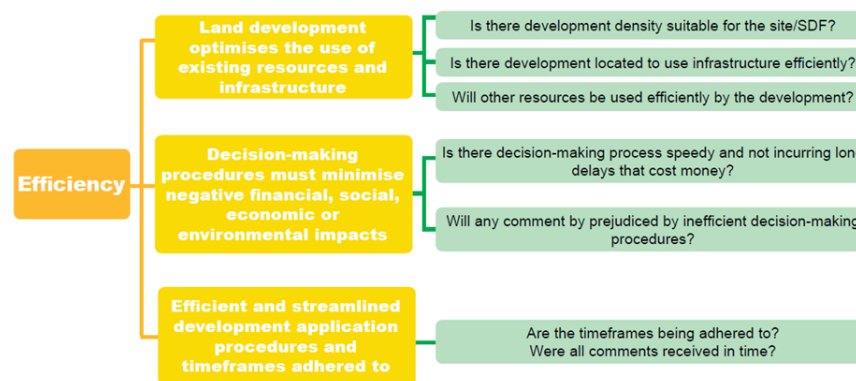 Efficiency
Land development
optimises the use of
existing resources and
infrastructure
Is there development density suitable for the site/SDF?
Is there development located to use infrastructure efficiently?
Will other resources be used efficiently by the development?
Decision-making
procedures must minimise
negative financial, social,
economic or
environmental impacts
Is there decision-making process speedy and not incurring lon
delays that cost money?
Will any comment by prejudiced by inefficient decision-making
procedures?
Efficient and streamlined
development application
procedures and
timeframes adhered to
Are the timeframes being adhered to?
Were all comments received in time?